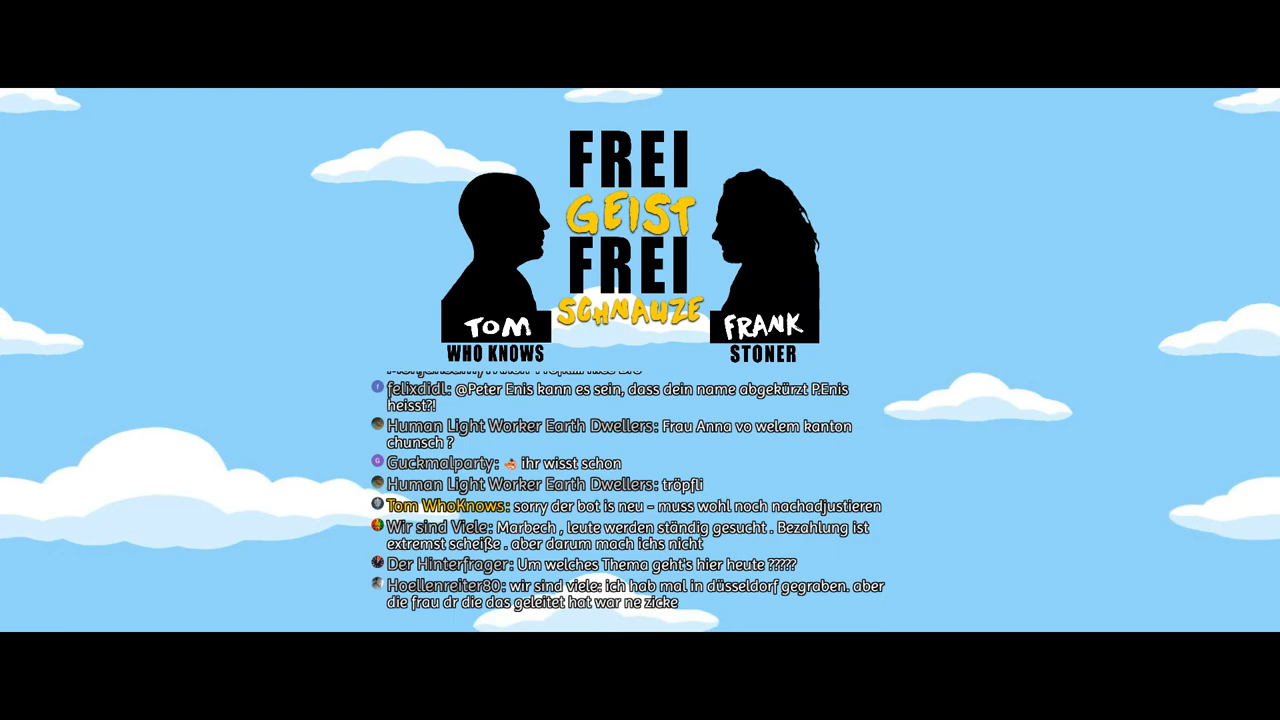 FREI
GEIST
FREI
SCHNAUZE
TOM
WHO KNOWS
FRANK
STONER
felixdidl: @Peter Enis kann es sein, dass dein name abgekürzt P.Enis
heisst?!
Human Light Worker Earth Dwellers: Frau Anna vo welem kanton
chunsch ?
Guckmalparty: ihr wisst schon
Human Light Worker Earth Dwellers: tröpfli
Tom WhoKnows: sorry der bot is neu - muss wohl noch nachadjustieren
Wir sind Viele: Marbech , leute werden ständig gesucht . Bezahlung ist
extremst scheiße . aber darum mach ichs nicht
Der Hinterfrager: Um welches Thema geht's hier heute ?????
Hoellenreiter80: wir sind viele: ich hab mal in düsseldorf gegraben. aber
die frau dr die das geleitet hat war ne zicke